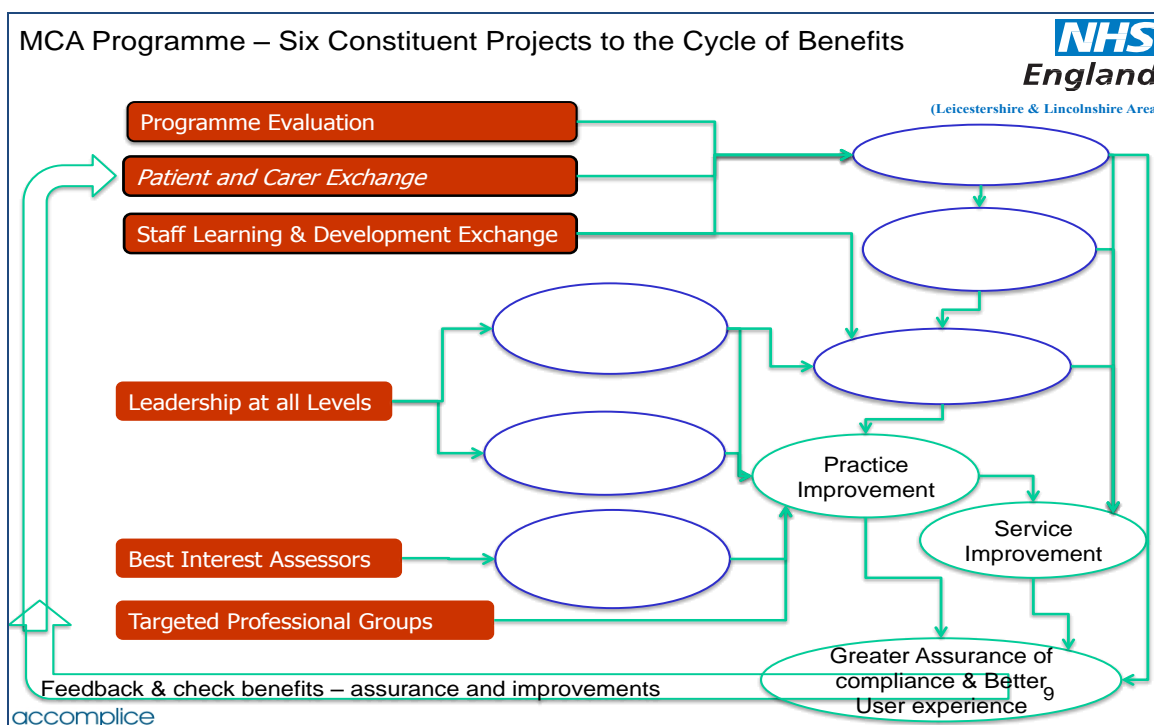 MCA Programme – Six Constituent Projects to the Cycle of Benefits
NHS
England
(Leicestershire & Lincolnshire Area
Programme Evaluation
Patient and Carer Exchange
Staff Learning & Development Exchange
Leadership at all Levels
Practice
Improvement
Service
Improvement
Best Interest Assessors
Targeted Professional Groups
Greater Assurance of
compliance & Better
User experience
9
Feedback & check benefits – assurance and improvements
accomplice